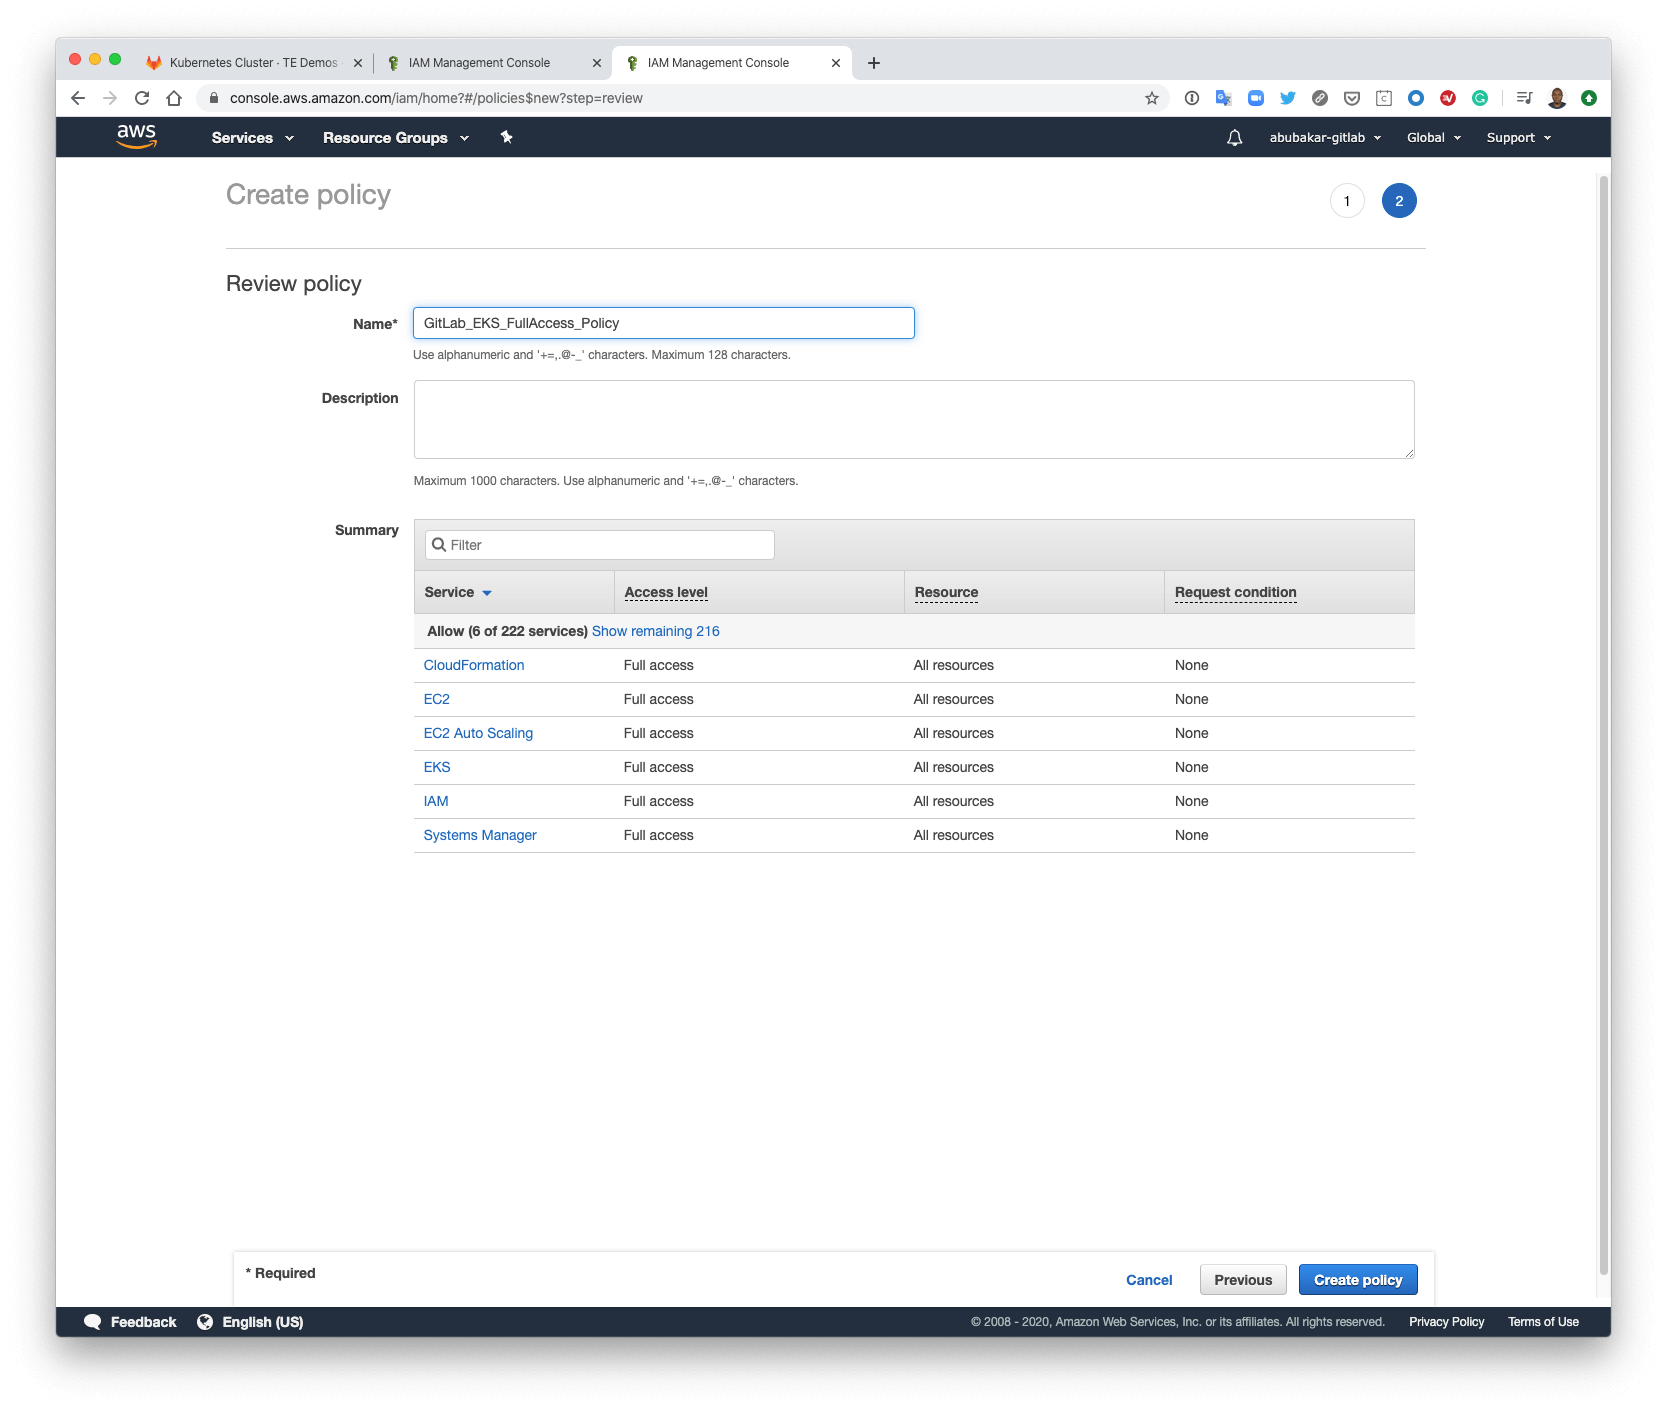 Kubernetes Cluster · TE Demos
IAM Management Console
IAM Management Console
console.aws.amazon.com/iam/home?#/policies$new?step=review
aws
Services
Resource Groups
abubakar-gitlab
Global
Support
Create policy
1
2
Review policy
Name*
GitLab_EKS_FullAccess_Policy
Use alphanumeric and '+=,.@-_' characters. Maximum 128 characters.
Description
Maximum 1000 characters. Use alphanumeric and '+=,.@-_' characters.
Summary
Filter
Service Access level Resource Request condition
Allow (6 of 222 services) Show remaining 216
CloudFormation Full access All resources None
EC2 Full access All resources None
EC2 Auto Scaling Full access All resources None
EKS Full access All resources None
IAM Full access All resources None
Systems Manager Full access All resources None
* Required
Cancel
Previous
Create policy
Feedback
English (US)
© 2008 - 2020, Amazon Web Services, Inc. or its affiliates. All rights reserved.
Privacy Policy
Terms of Use